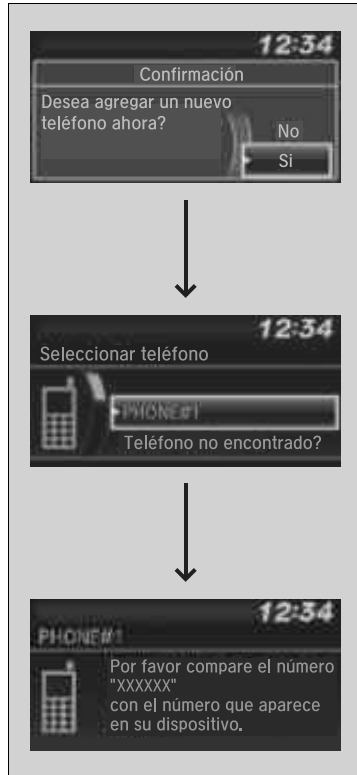 12:34
Confirmación
Desea agregar un nuevo
teléfono ahora?
No
Si
12:34
Seleccionar teléfono
PHONE#1
Teléfono no encontrado?
12:34
PHONE#1
Por favor compare el número
"XXXXXX"
con el número que aparece
en su dispositivo.